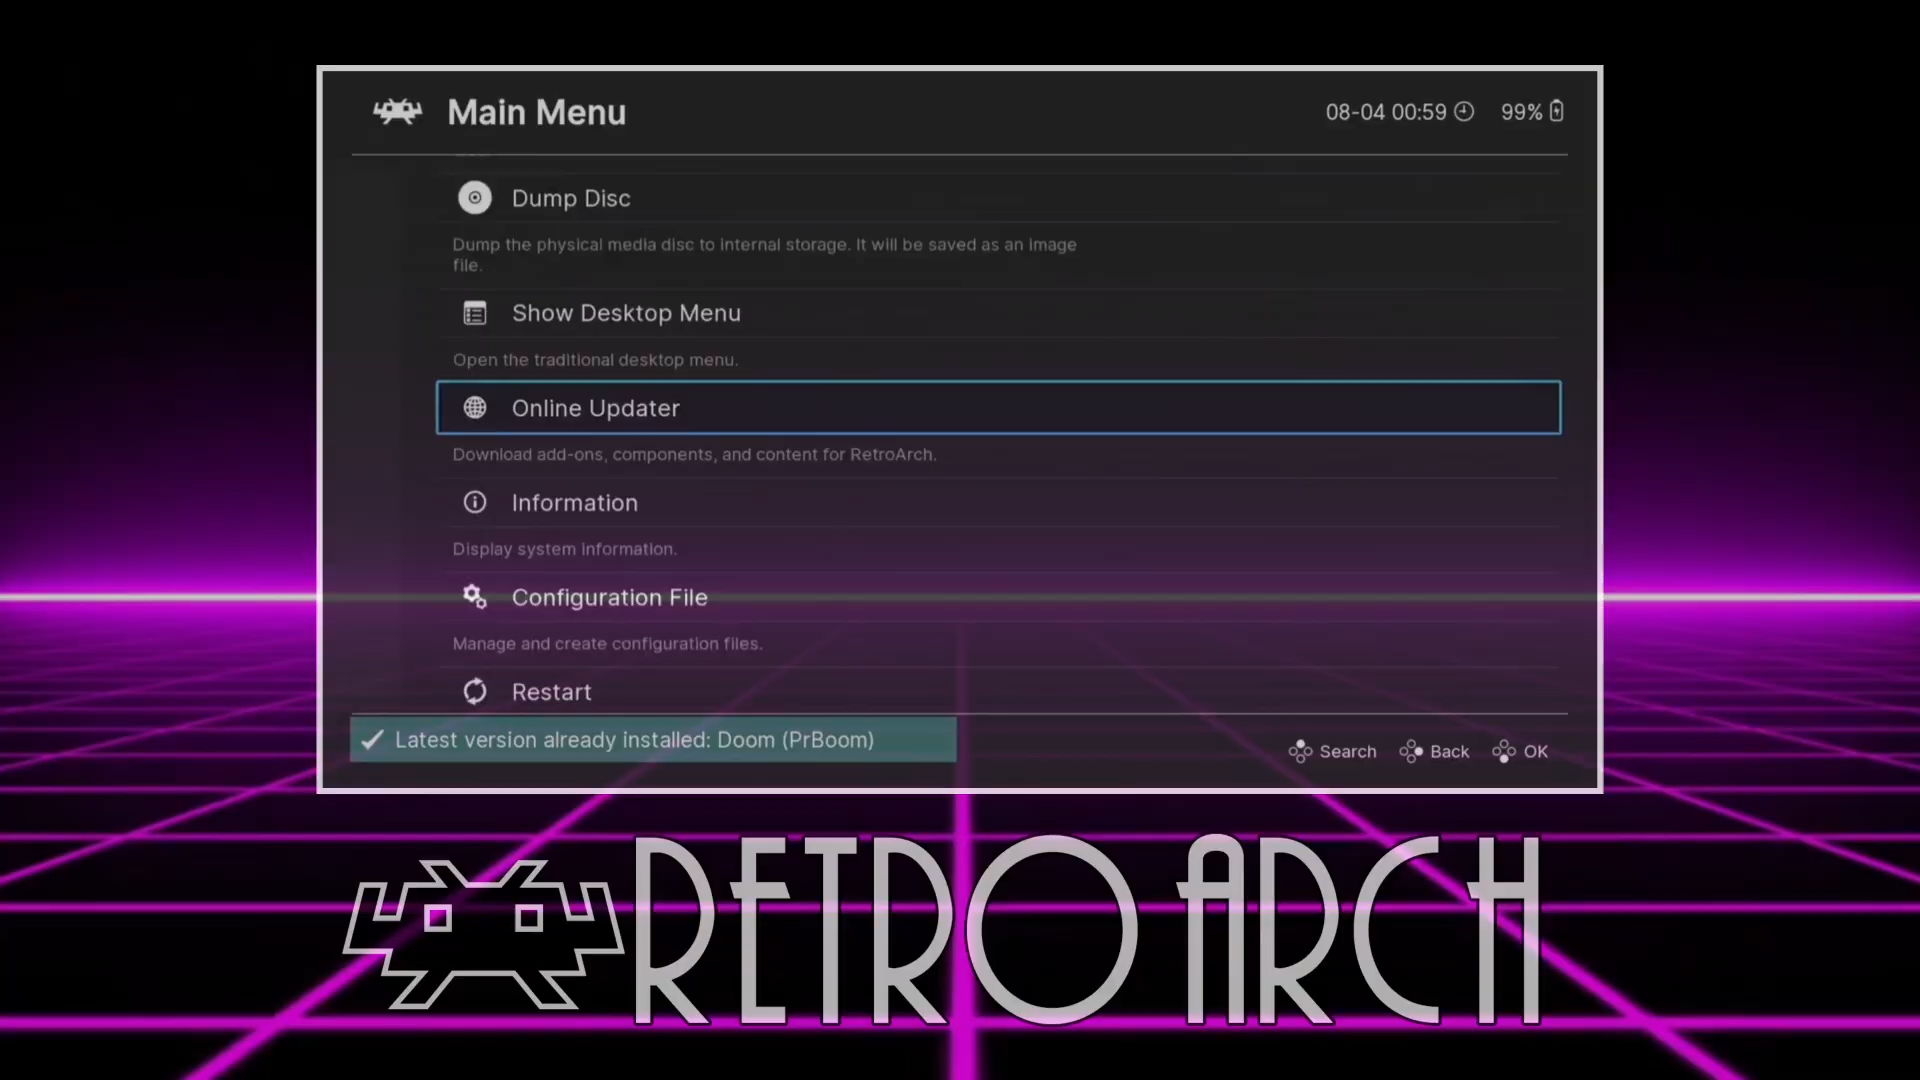 Main Menu
08-04 00:59
99%
Dump Disc
Dump the physical media disc to internal storage. It will be saved as an image
file.
Show Desktop Menu
Open the traditional desktop menu.
Online Updater
Download add-ons, components, and content for RetroArch.
Information
Display system information.
Configuration File
Manage and create configuration files.
Restart
Latest version already installed: Doom (PrBoom)
Search
Back
OK
RETROARCH